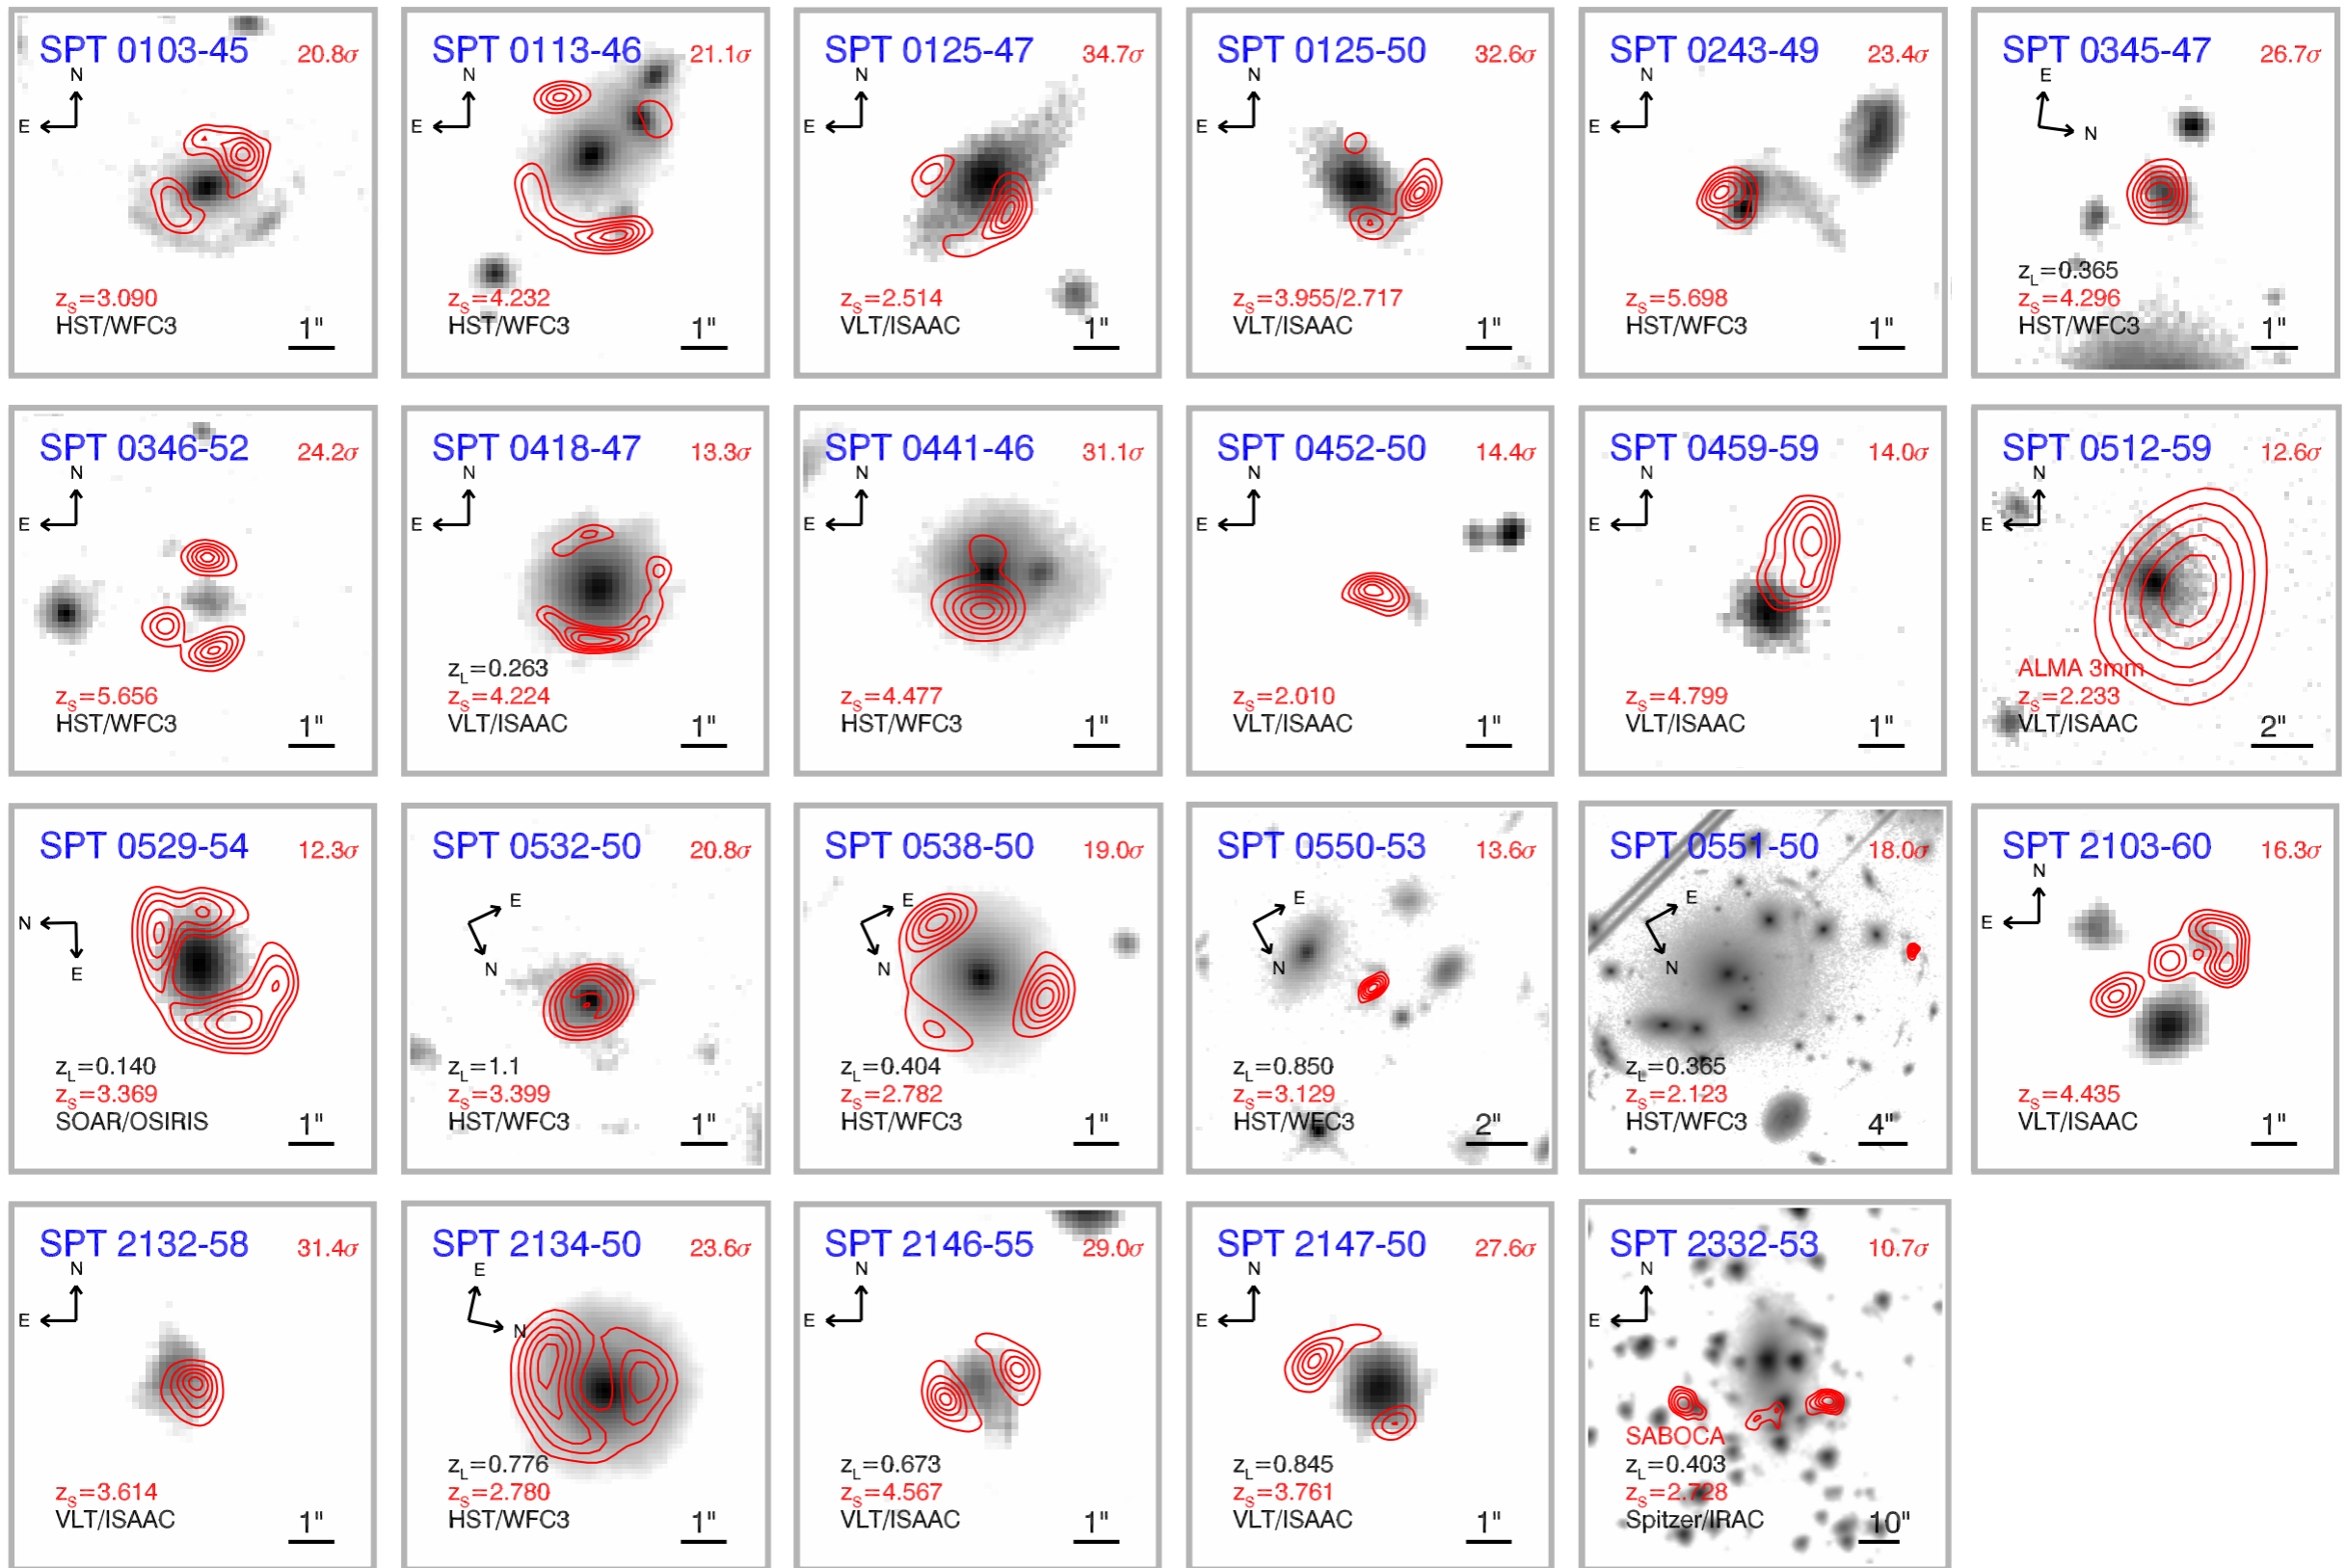 SPT 0103-45 20.8σ
N
E
z_S=3.090
HST/WFC3 1"
SPT 0113-46 21.1σ
N
E
z_S=4.232
HST/WFC3 1"
SPT 0125-47 34.7σ
N
E
z_S=2.514
VLT/ISAAC 1"
SPT 0125-50 32.6σ
N
E
z_S=3.955/2.717
VLT/ISAAC 1"
SPT 0243-49 23.4σ
N
E
z_S=5.698
HST/WFC3 1"
SPT 0345-47 26.7σ
E
N
z_L=0.365
z_S=4.296
HST/WFC3 1"
SPT 0346-52 24.2σ
N
E
z_S=5.656
HST/WFC3 1"
SPT 0418-47 13.3σ
N
E
z_L=0.263
z_S=4.224
VLT/ISAAC 1"
SPT 0441-46 31.1σ
N
E
z_S=4.477
HST/WFC3 1"
SPT 0452-50 14.4σ
N
E
z_S=2.010
VLT/ISAAC 1"
SPT 0459-59 14.0σ
N
E
z_S=4.799
VLT/ISAAC 1"
SPT 0512-59 12.6σ
N
E
ALMA 3mm
z_S=2.233
VLT/ISAAC 2"
SPT 0529-54 12.3σ
N
E
z_L=0.140
z_S=3.369
SOAR/OSIRIS 1"
SPT 0532-50 20.8σ
E
N
z_L=1.1
z_S=3.399
HST/WFC3 1"
SPT 0538-50 19.0σ
E
N
z_L=0.404
z_S=2.782
HST/WFC3 1"
SPT 0550-53 13.6σ
E
N
z_L=0.850
z_S=3.129
HST/WFC3 2"
SPT 0551-50 18.0σ
E
N
z_L=0.365
z_S=2.123
HST/WFC3 4"
SPT 2103-60 16.3σ
N
E
z_S=4.435
VLT/ISAAC 1"
SPT 2132-58 31.4σ
N
E
z_S=3.614
VLT/ISAAC 1"
SPT 2134-50 23.6σ
E
N
z_L=0.776
z_S=2.780
HST/WFC3 1"
SPT 2146-55 29.0σ
N
E
z_L=0.673
z_S=4.567
VLT/ISAAC 1"
SPT 2147-50 27.6σ
N
E
z_L=0.845
z_S=3.761
VLT/ISAAC 1"
SPT 2332-53 10.7σ
N
E
SABOCA
z_L=0.403
z_S=2.728
Spitzer/IRAC 10"